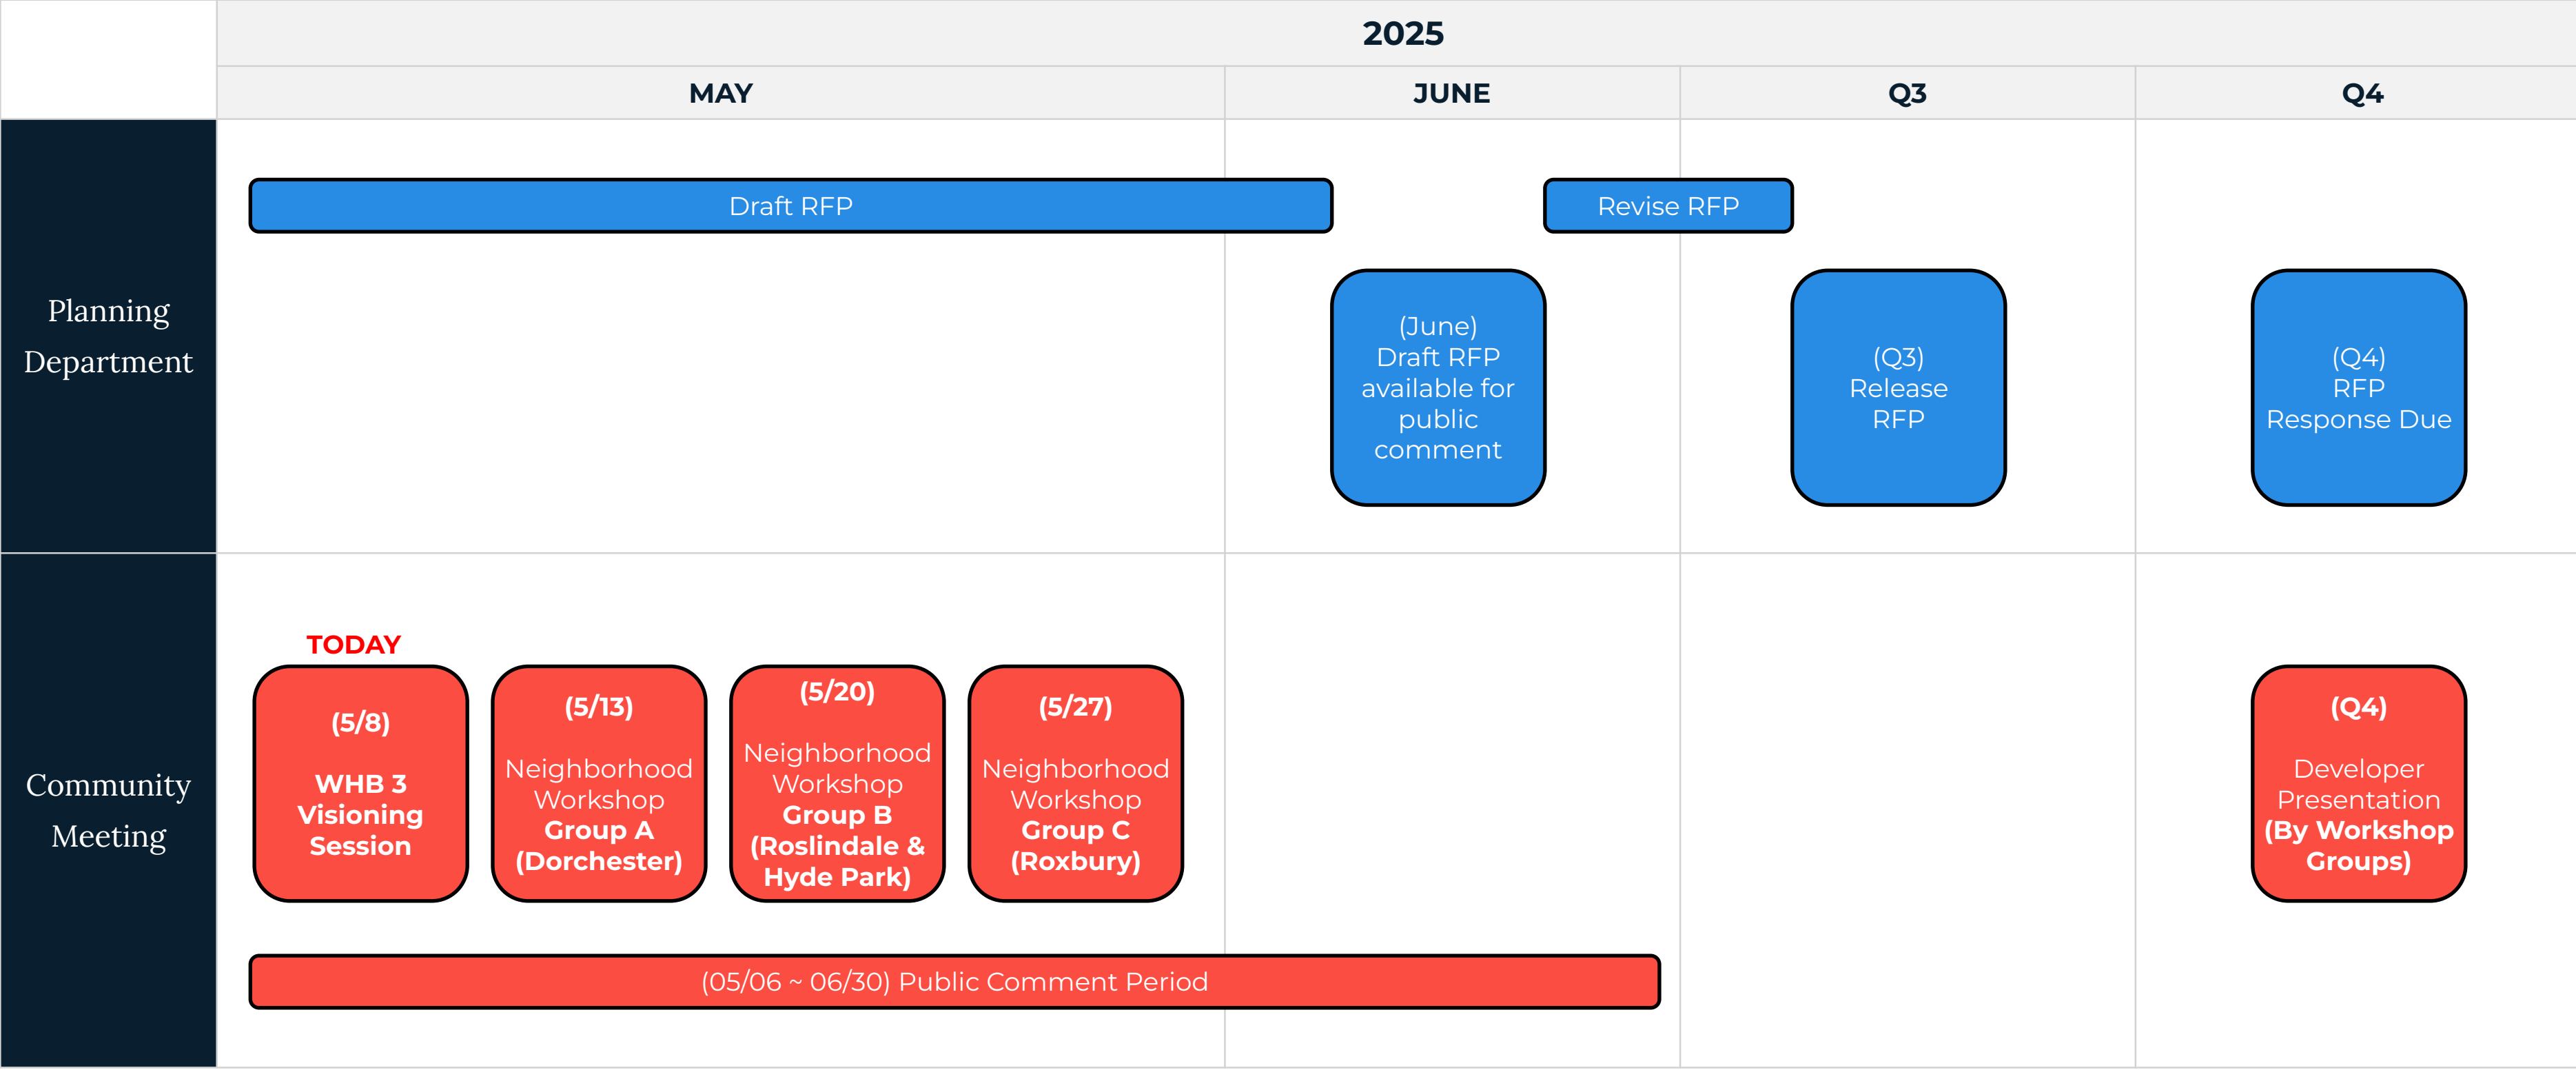 2025
MAY
JUNE
Q3
Q4
Planning
Department
Draft RFP
Revise RFP
(June)
Draft RFP
available for
public
comment
(Q3)
Release
RFP
(Q4)
RFP
Response Due
Community
Meeting
TODAY
(5/8)
WHB 3
Visioning
Session
(5/13)
Neighborhood
Workshop
Group A
(Dorchester)
(5/20)
Neighborhood
Workshop
Group B
(Roslindale &
Hyde Park)
(5/27)
Neighborhood
Workshop
Group C
(Roxbury)
(Q4)
Developer
Presentation
(By Workshop
Groups)
(05/06 ~ 06/30) Public Comment Period